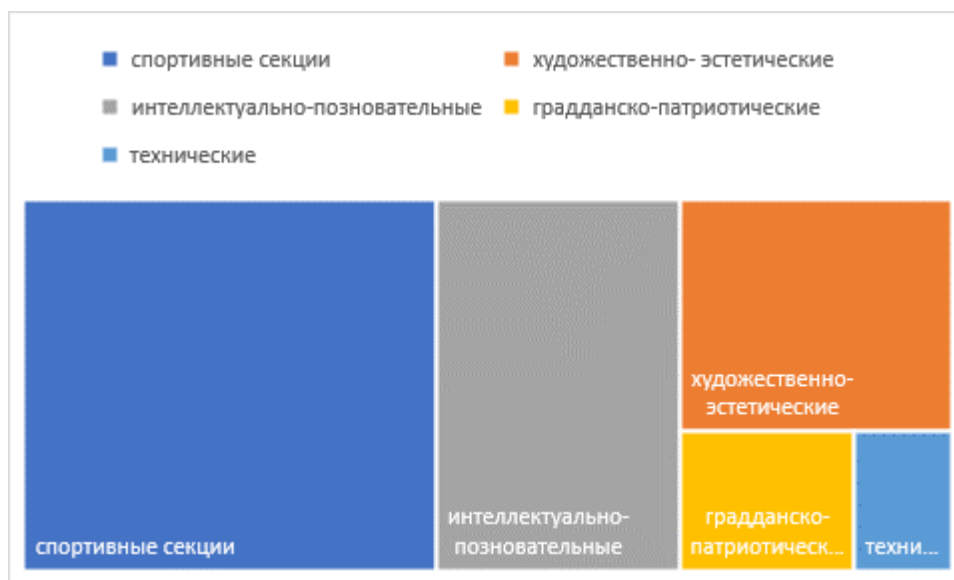 спортивные секции
художественно- эстетические
интеллектуально-позновательные
градданско-патриотические
технические
спортивные секции
интеллектуально-
позновательные
художественно-
эстетические
градданско-
патриотическ...
техни...